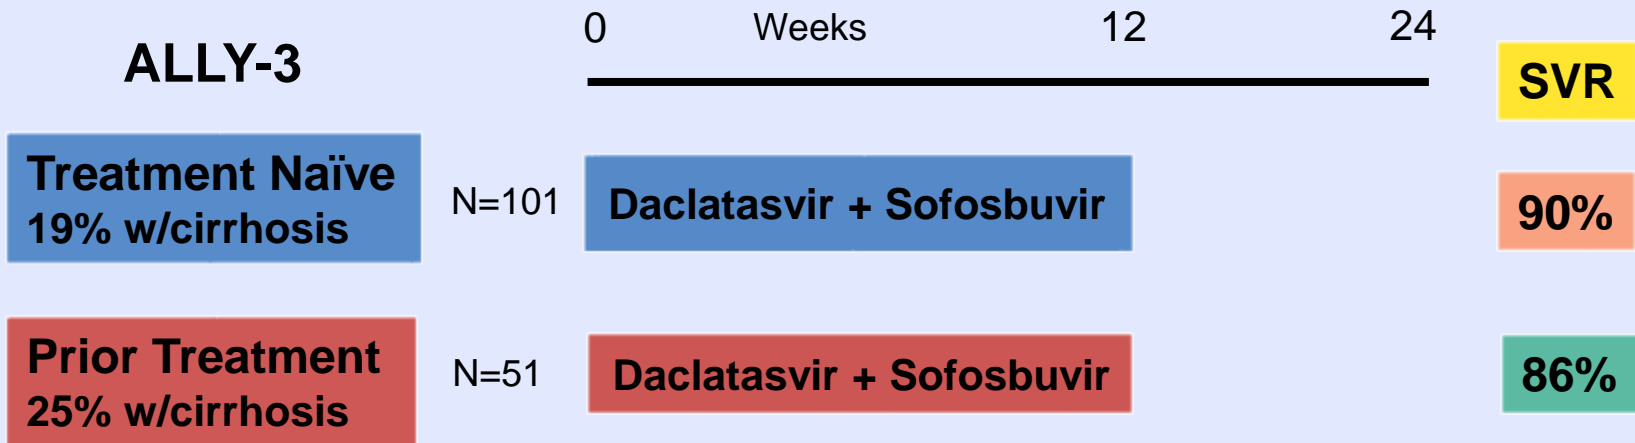 0 Weeks 12 24
ALLY-3
SVR
Treatment Naïve
19% w/cirrhosis
N=101
Daclatasvir + Sofosbuvir
90%
Prior Treatment
25% w/cirrhosis
N=51
Daclatasvir + Sofosbuvir
86%